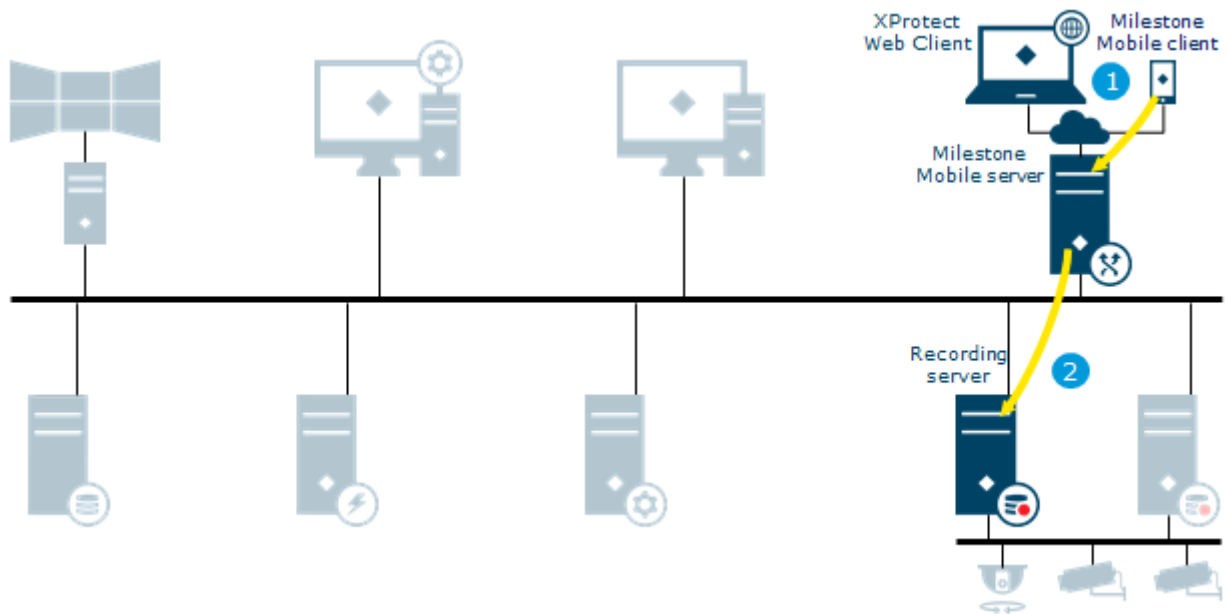 XProtect
Web Client
Milestone
Mobile client
1
Milestone
Mobile server
Recording
server
2